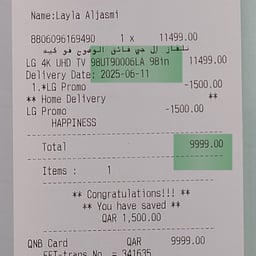 Name:Layla Aljasmi
8806096169490 1 x 11499.00
تلفاز إل جي فائق الوضوح فو كيه
LG 4K UHD TV 98UT90006LA 98in 11499.00
Delivery Date: 2025-06-11
1.*LG Promo -1500.00
** Home Delivery **
LG Promo -1500.00
HAPPINESS
Total 9999.00
Items : 1
** Congratulations!!! **
** You have saved **
QAR 1,500.00
QNB Card QAR 9999.00
EFT-trans No. = 341635